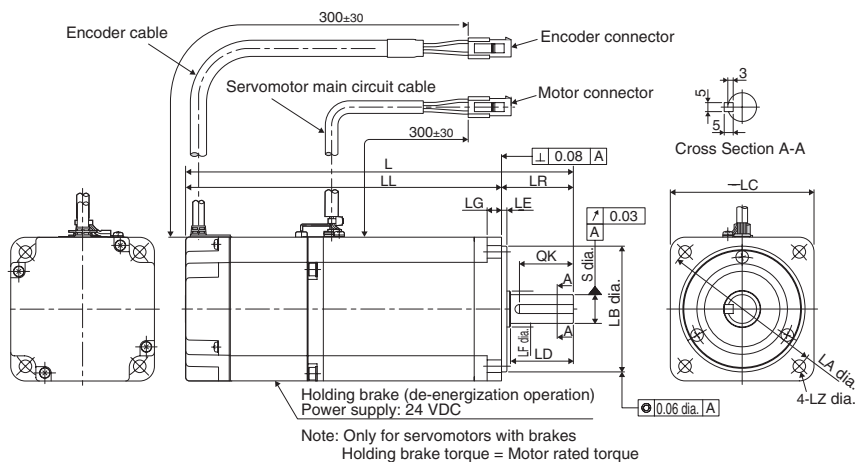 300±30
Encoder cable
Encoder connector
Servomotor main circuit cable
Motor connector
300±30
3
5
5
Cross Section A-A
⊥ 0.08 A
L
LL
LR
LG
LE
↗ 0.03
A
LC
QK
A
S dia.
LB dia.
A
LF dia.
LD
LA dia.
4-LZ dia.
◎ 0.06 dia. A
Holding brake (de-energization operation)
Power supply: 24 VDC
Note: Only for servomotors with brakes
Holding brake torque = Motor rated torque